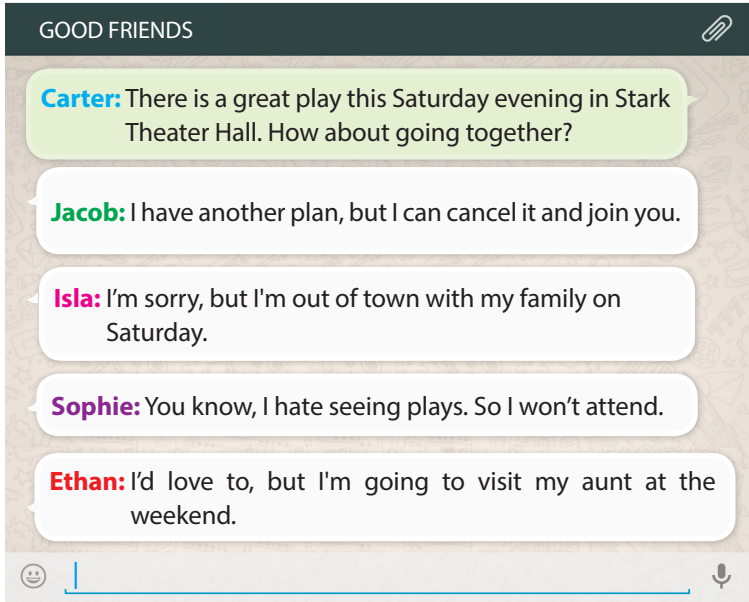 GOOD FRIENDS
Carter: There is a great play this Saturday evening in Stark
Theater Hall. How about going together?
Jacob: I have another plan, but I can cancel it and join you.
Isla: I’m sorry, but I'm out of town with my family on
Saturday.
Sophie: You know, I hate seeing plays. So I won’t attend.
Ethan: I’d love to, but I'm going to visit my aunt at the
weekend.